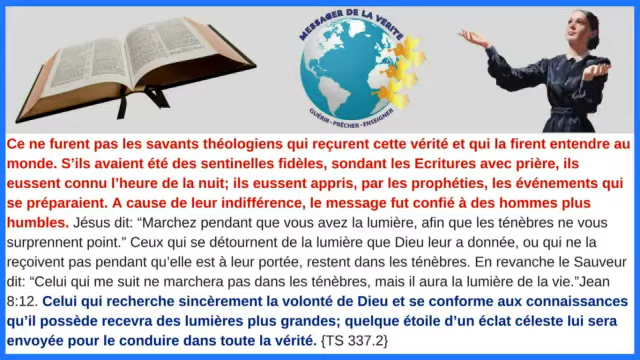 MESSAGER DE LA VÉRITÉ
GUÉRIR - PRÊCHER - ENSEIGNER
Ce ne furent pas les savants théologiens qui reçurent cette vérité et qui la firent entendre au
monde. S’ils avaient été des sentinelles fidèles, sondant les Ecritures avec prière, ils
eussent connu l’heure de la nuit; ils eussent appris, par les prophéties, les événements qui
se préparaient. A cause de leur indifférence, le message fut confié à des hommes plus
humbles. Jésus dit: “Marchez pendant que vous avez la lumière, afin que les ténèbres ne vous
surprennent point.” Ceux qui se détournent de la lumière que Dieu leur a donnée, ou qui ne la
reçoivent pas pendant qu’elle est à leur portée, restent dans les ténèbres. En revanche le Sauveur
dit: “Celui qui me suit ne marchera pas dans les ténèbres, mais il aura la lumière de la vie.”Jean
8:12. Celui qui recherche sincèrement la volonté de Dieu et se conforme aux connaissances
qu’il possède recevra des lumières plus grandes; quelque étoile d’un éclat céleste lui sera
envoyée pour le conduire dans toute la vérité. {TS 337.2}